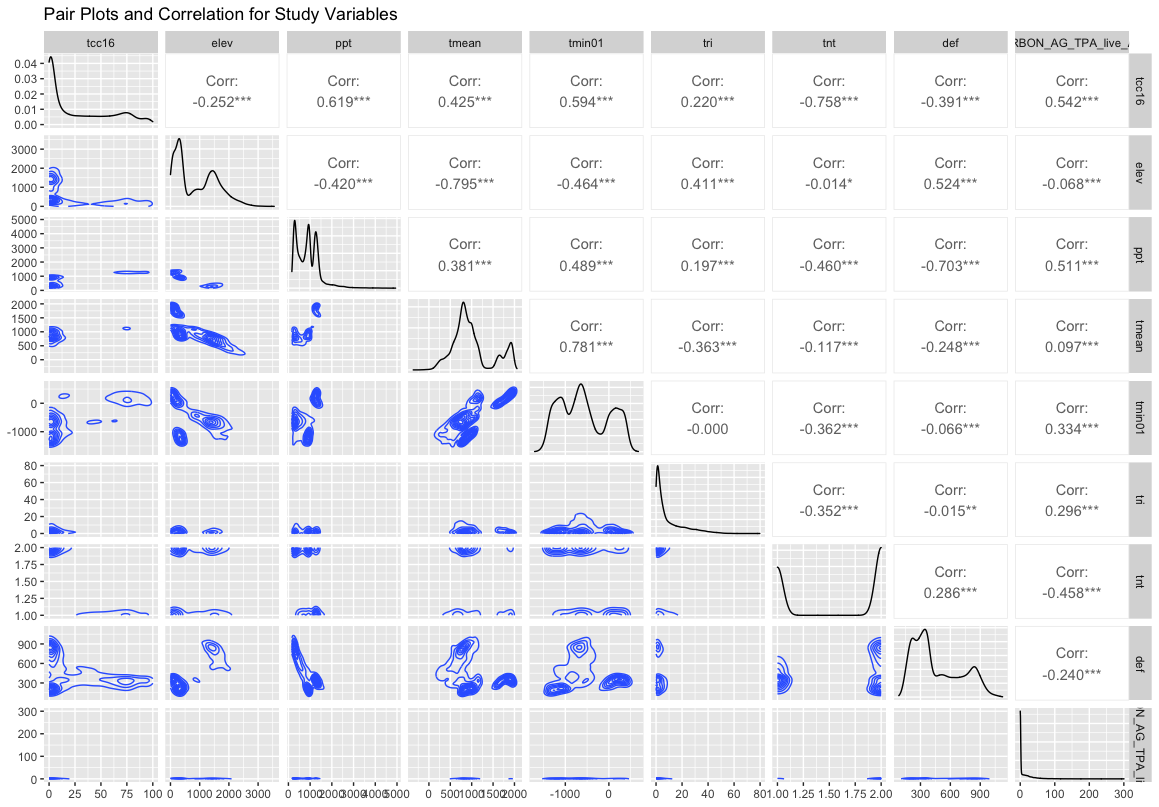 Pair Plots and Correlation for Study Variables
tcc16 elev ppt tmean tmin01 tri tnt def RBON_AG_TPA_live_
0.04
0.03
0.02
0.01
0.00
Corr:
-0.252***
Corr:
0.619***
Corr:
0.425***
Corr:
0.594***
Corr:
0.220***
Corr:
-0.758***
Corr:
-0.391***
Corr:
0.542***
tcc16
3000
2000
1000
0
Corr:
-0.420***
Corr:
-0.795***
Corr:
-0.464***
Corr:
0.411***
Corr:
-0.014*
Corr:
0.524***
Corr:
-0.068***
elev
5000
4000
3000
2000
1000
0
Corr:
0.381***
Corr:
0.489***
Corr:
0.197***
Corr:
-0.460***
Corr:
-0.703***
Corr:
0.511***
ppt
2000
1500
1000
500
0
Corr:
0.781***
Corr:
-0.363***
Corr:
-0.117***
Corr:
-0.248***
Corr:
0.097***
tmean
0
-1000
Corr:
-0.000
Corr:
-0.362***
Corr:
-0.066***
Corr:
0.334***
tmin01
80
60
40
20
0
Corr:
-0.352***
Corr:
-0.015**
Corr:
0.296***
tri
2.00
1.75
1.50
1.25
1.00
Corr:
0.286***
Corr:
-0.458***
tnt
900
600
300
Corr:
-0.240***
def
300
200
100
0
N_AG_TPA_li
0 25 50 75 100 0 1000 2000 3000 0 1000 2000 3000 4000 5000 0 500 1000 1500 2000 -1000 0 0 20 40 60 80 1.00 1.25 1.50 1.75 2.00 300 600 900 0 100 200 300